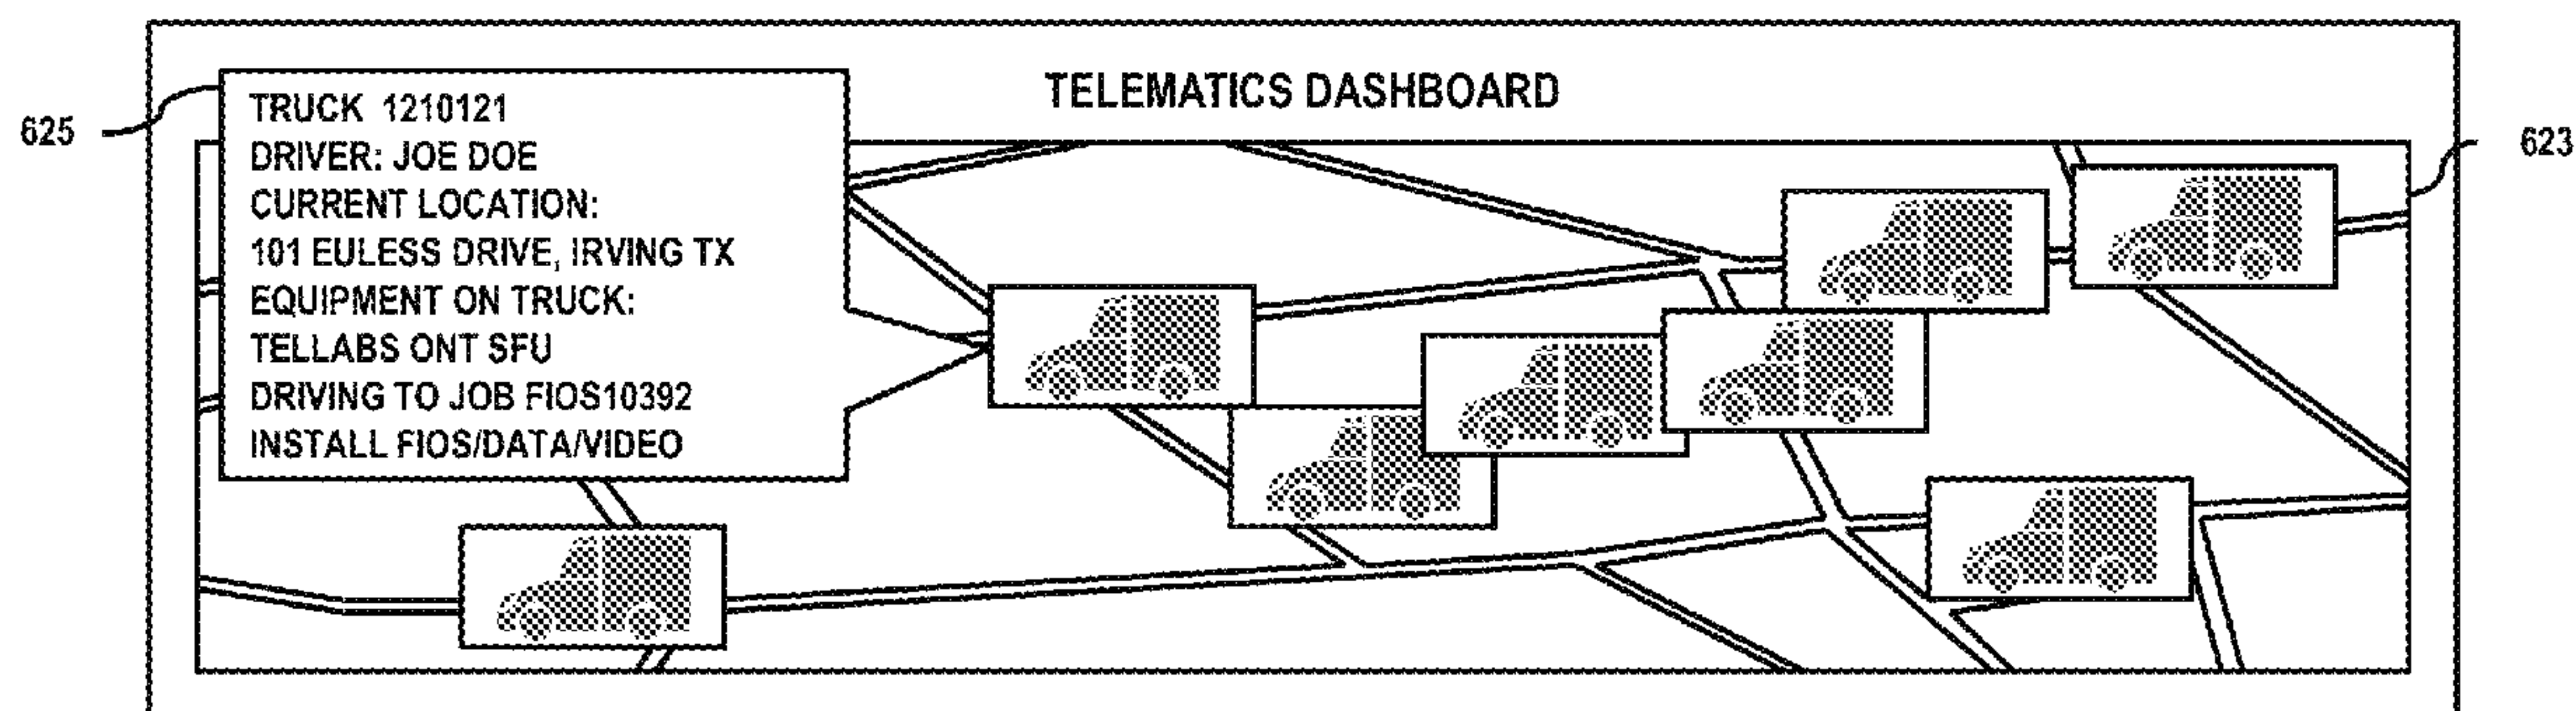 TELEMATICS DASHBOARD
625
TRUCK 1210121
DRIVER: JOE DOE
CURRENT LOCATION:
101 EULESS DRIVE, IRVING TX
EQUIPMENT ON TRUCK:
TELLABS ONT SFU
DRIVING TO JOB FIOS10392
INSTALL FIOS/DATA/VIDEO
623